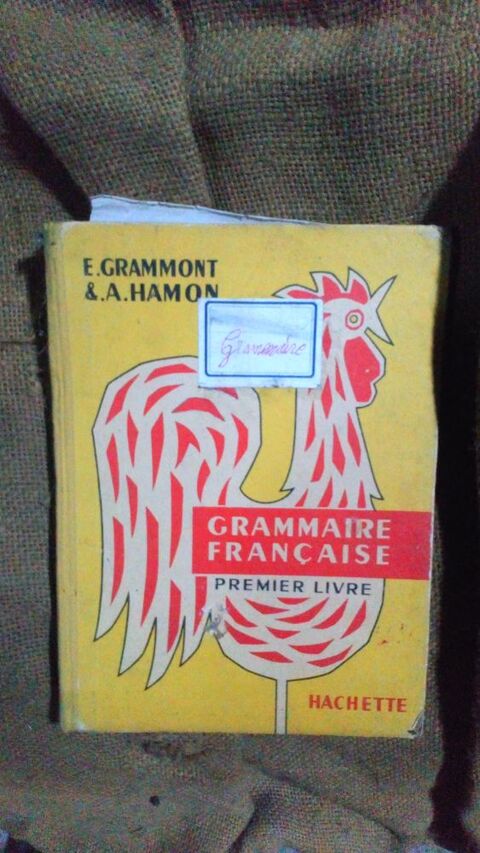 E. GRAMMONT
& .A. HAMON
Grammaire
GRAMMAIRE
FRANÇAISE
PREMIER LIVRE
HACHETTE